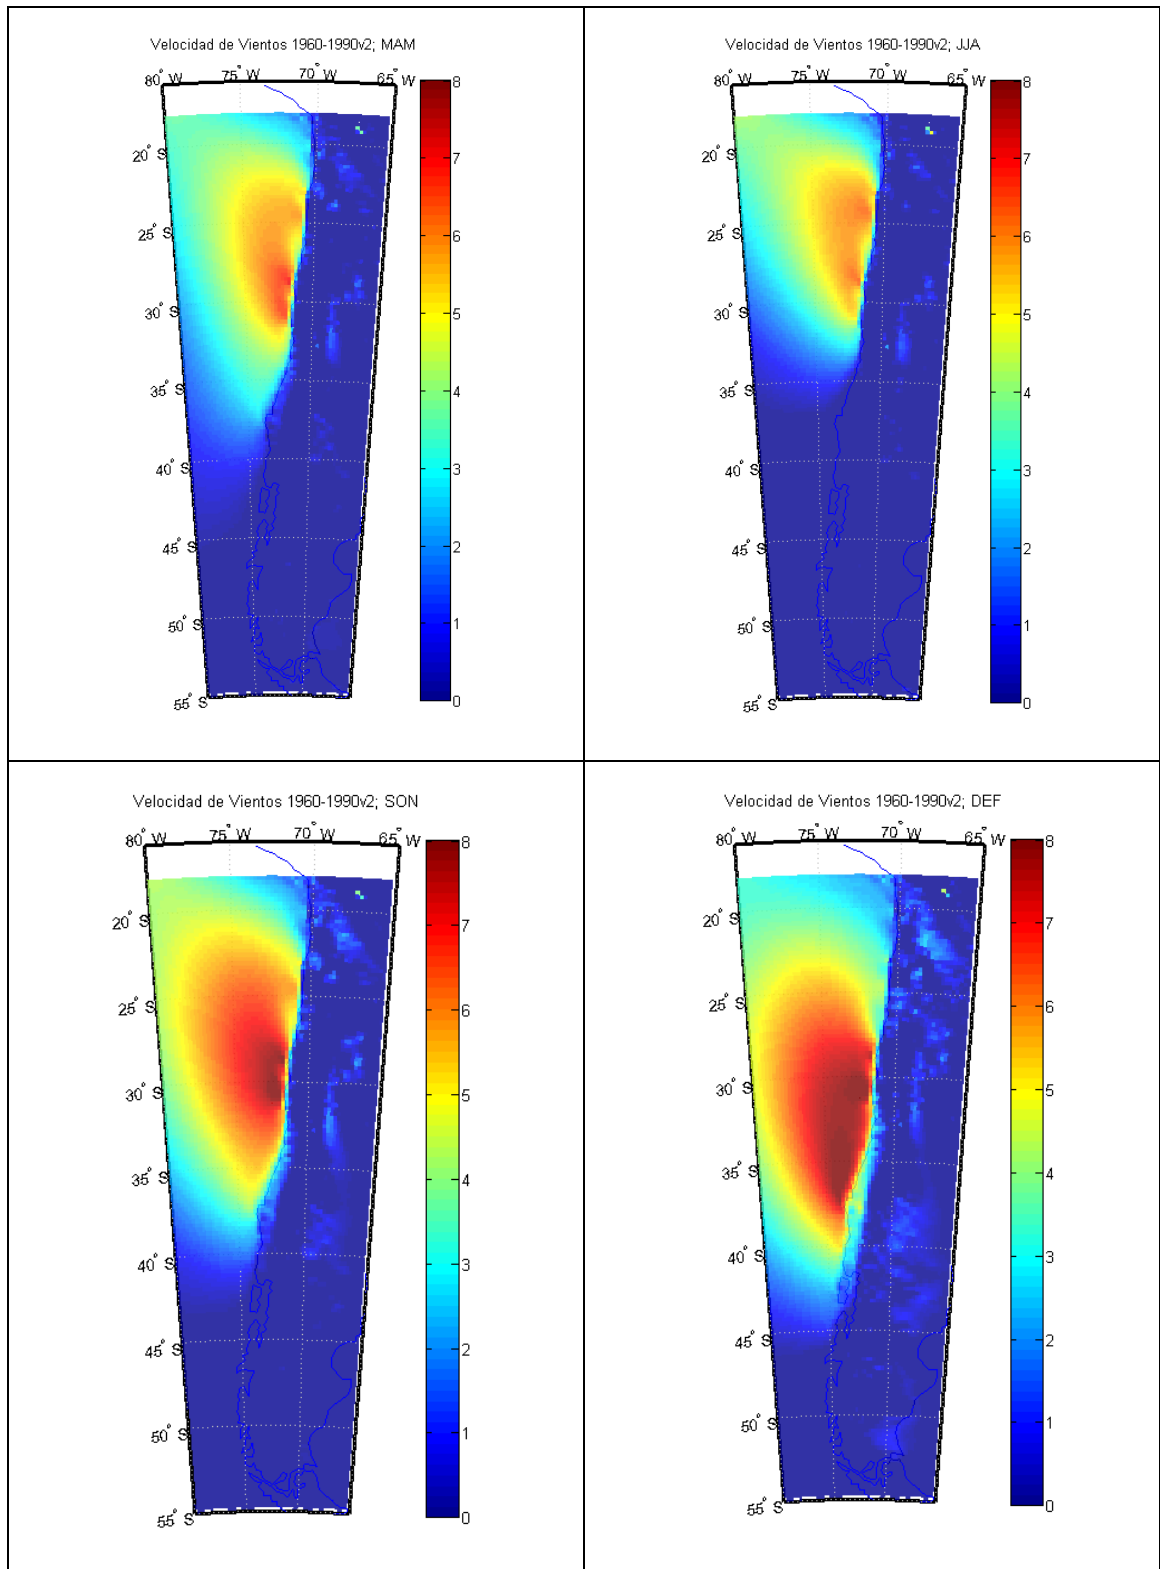 Velocidad de Vientos 1960-1990v2; MAM
80° W 75° W 70° W 65° W
20° S
25° S
30° S
35° S
40° S
45° S
50° S
55° S
8
7
6
5
4
3
2
1
0
Velocidad de Vientos 1960-1990v2; JJA
80° W 75° W 70° W 65° W
20° S
25° S
30° S
35° S
40° S
45° S
50° S
55° S
8
7
6
5
4
3
2
1
0
Velocidad de Vientos 1960-1990v2; SON
80° W 75° W 70° W 65° W
20° S
25° S
30° S
35° S
40° S
45° S
50° S
55° S
8
7
6
5
4
3
2
1
0
Velocidad de Vientos 1960-1990v2; DEF
80° W 75° W 70° W 65° W
20° S
25° S
30° S
35° S
40° S
45° S
50° S
55° S
8
7
6
5
4
3
2
1
0